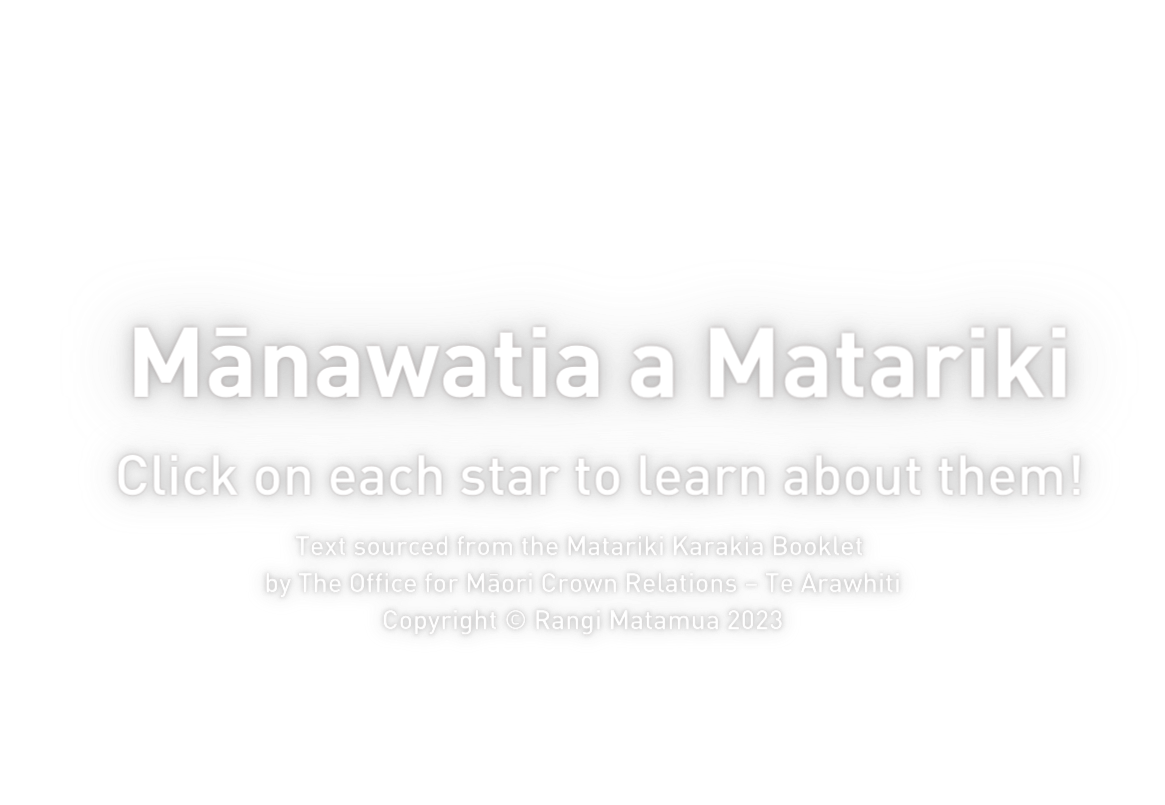 Mānawatia a Matariki
Click on each star to learn about them!
Text sourced from the Matariki Karakia Booklet
by The Office for Māori Crown Relations – Te Arawhiti
Copyright © Rangi Matamua 2023